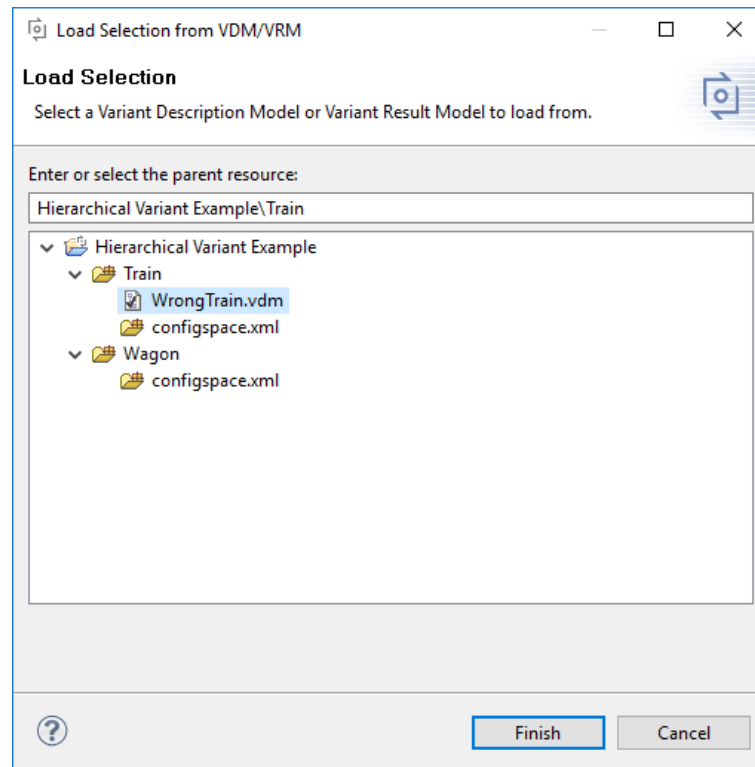 Load Selection from VDM/VRM
Load Selection
Select a Variant Description Model or Variant Result Model to load from.
Enter or select the parent resource:
Hierarchical Variant Example\Train
Hierarchical Variant Example
Train
WrongTrain.vdm
configspace.xml
Wagon
configspace.xml
?
Finish
Cancel